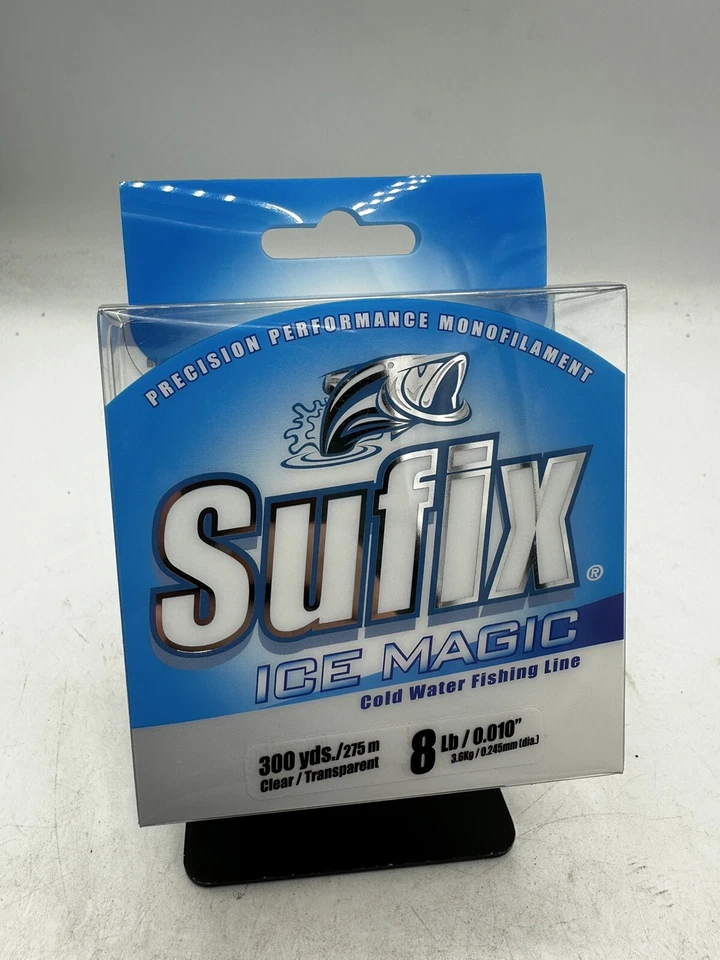 PRECISION PERFORMANCE MONOFILAMENT
Sufix®
ICE MAGIC
Cold Water Fishing Line
300 yds./275 m
Clear / Transparent
8 Lb / 0.010”
3.6Kg / 0.245mm (dia.)